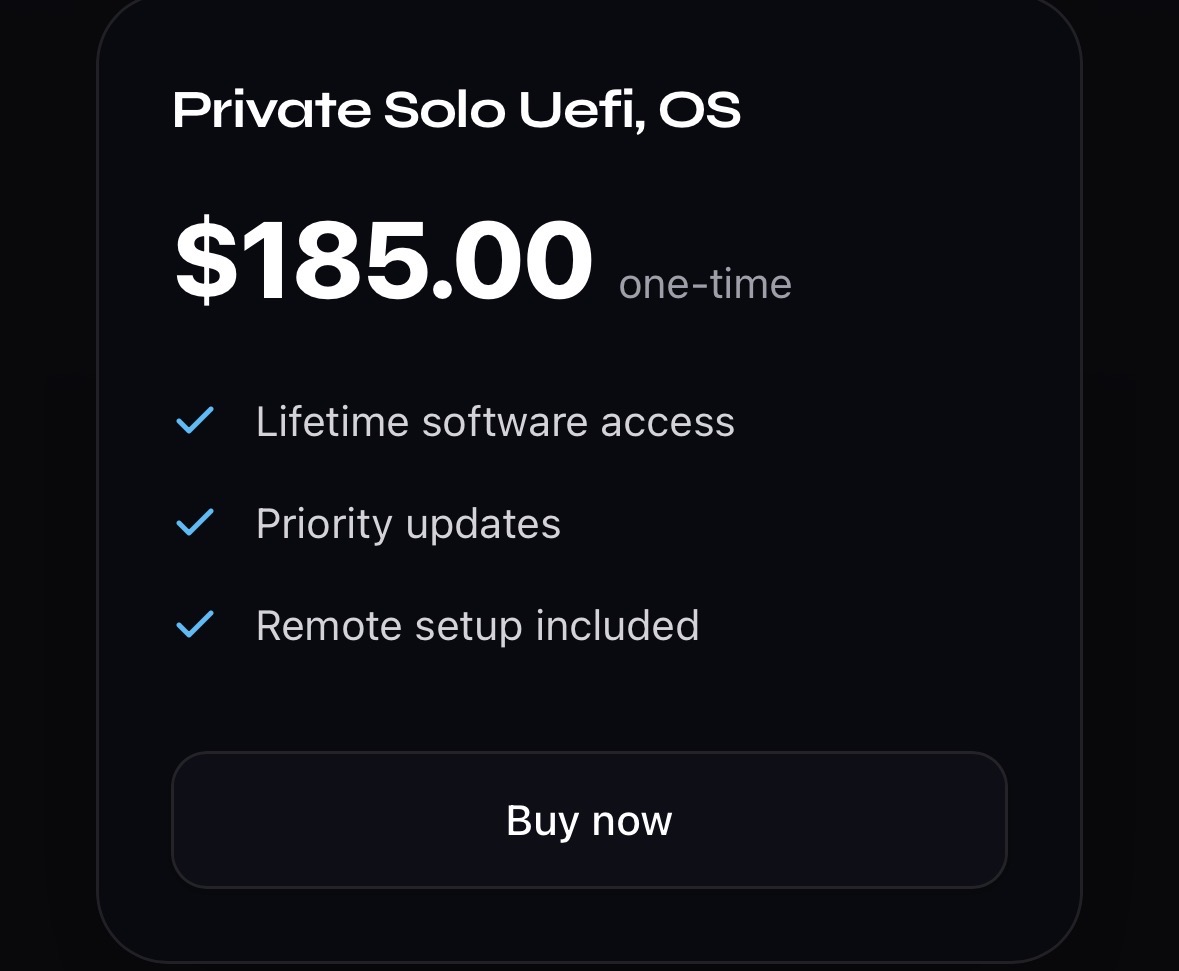 Private Solo Uefi, OS
$185.00 one-time
Lifetime software access
Priority updates
Remote setup included
Buy now